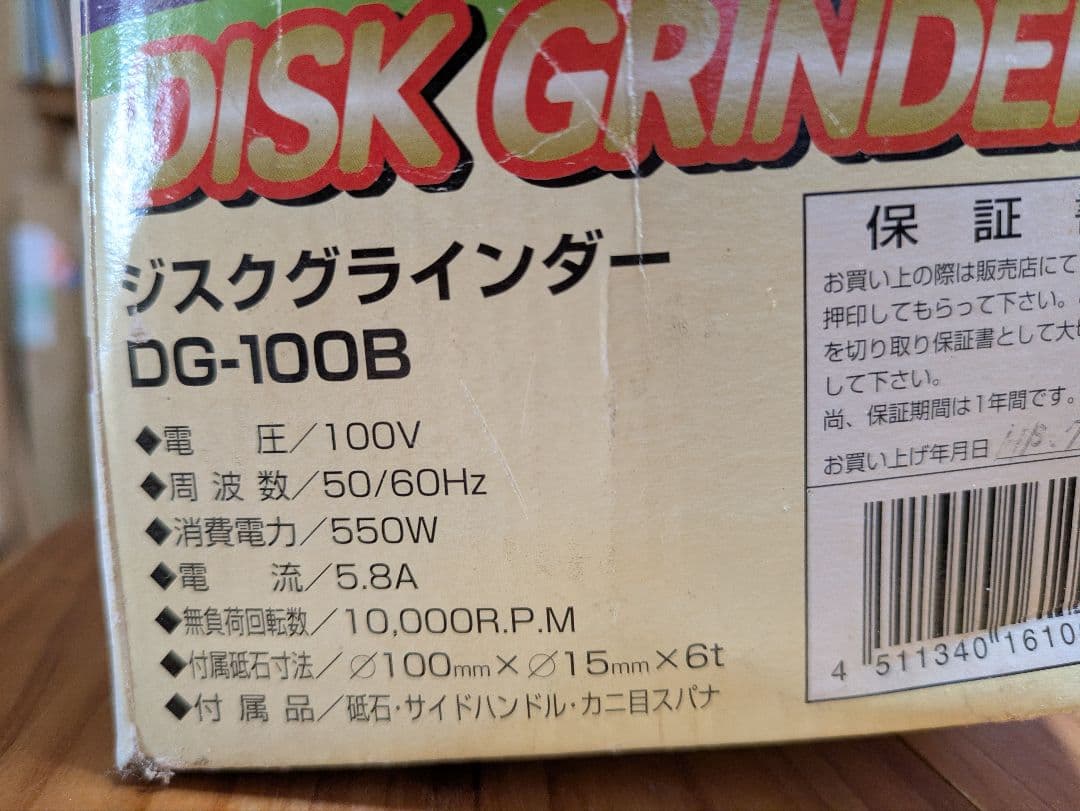 DISK GRINDE
ジスクグラインダー
DG-100B
◆電　圧／100V
◆周波数／50/60Hz
◆消費電力／550W
◆電　流／5.8A
◆無負荷回転数／10,000R.P.M
◆付属砥石寸法／∅100mm×∅15mm×6t
◆付属品／砥石・サイドハンドル・カニ目スパナ
保　証
お買い上の際は販売店にて
押印してもらって下さい。
を切り取り保証書として大
して下さい。
尚、保証期間は1年間です。
お買い上げ年月日
4 511340 1610